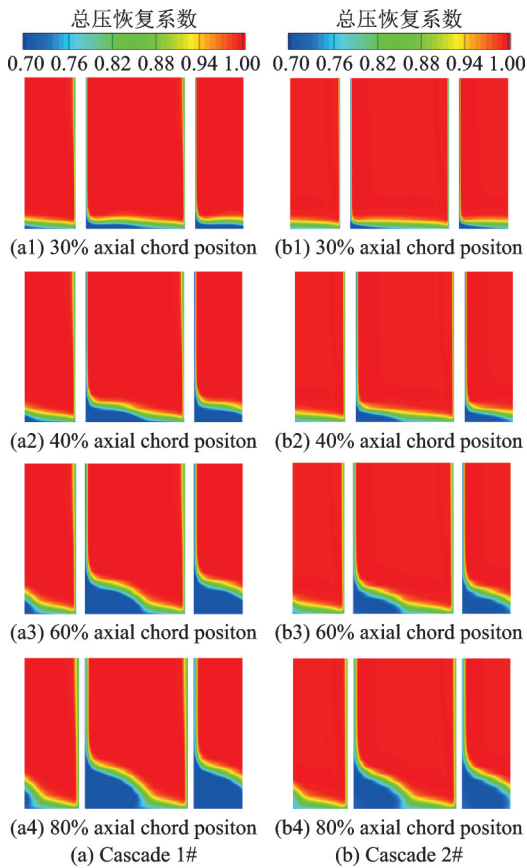 总压恢复系数
总压恢复系数
0.70 0.76 0.82 0.88 0.94 1.00
0.70 0.76 0.82 0.88 0.94 1.00
(a1) 30% axial chord positon
(b1) 30% axial chord positon
(a2) 40% axial chord positon
(b2) 40% axial chord positon
(a3) 60% axial chord positon
(b3) 60% axial chord positon
(a4) 80% axial chord positon
(b4) 80% axial chord positon
(a) Cascade 1#
(b) Cascade 2#